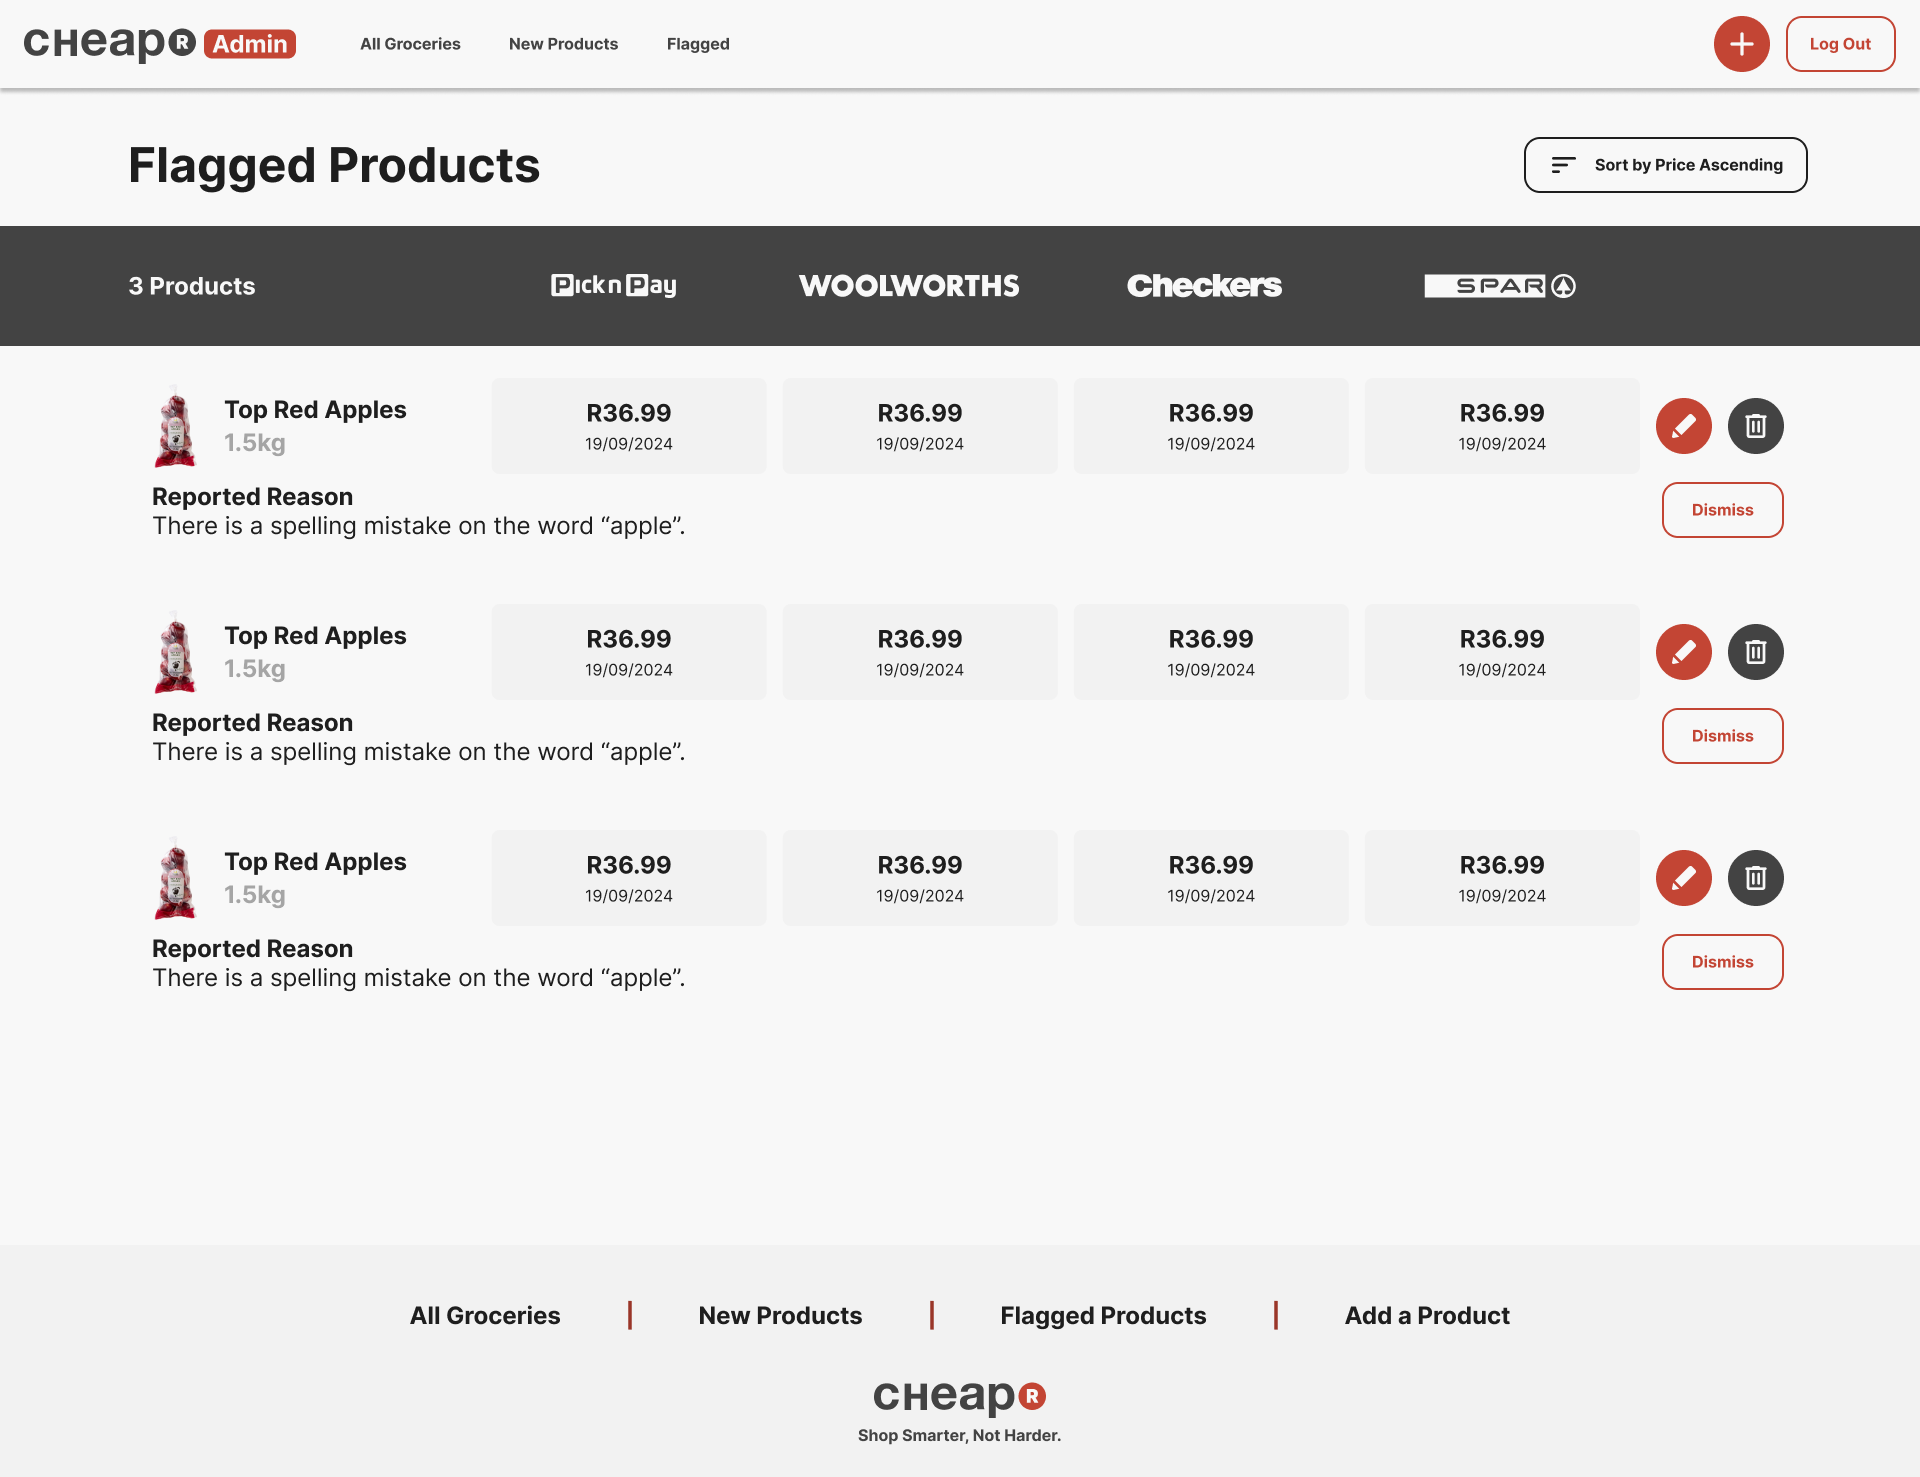 cHeapR Admin
All Groceries
New Products
Flagged
Log Out
Flagged Products
Sort by Price Ascending
3 Products
Pick n Pay
WOOLWORTHS
Checkers
SPAR
Top Red Apples
1.5kg
R36.99
19/09/2024
R36.99
19/09/2024
R36.99
19/09/2024
R36.99
19/09/2024
Reported Reason
There is a spelling mistake on the word “apple”.
Dismiss
Top Red Apples
1.5kg
R36.99
19/09/2024
R36.99
19/09/2024
R36.99
19/09/2024
R36.99
19/09/2024
Reported Reason
There is a spelling mistake on the word “apple”.
Dismiss
Top Red Apples
1.5kg
R36.99
19/09/2024
R36.99
19/09/2024
R36.99
19/09/2024
R36.99
19/09/2024
Reported Reason
There is a spelling mistake on the word “apple”.
Dismiss
All Groceries
New Products
Flagged Products
Add a Product
cHeapR
Shop Smarter, Not Harder.